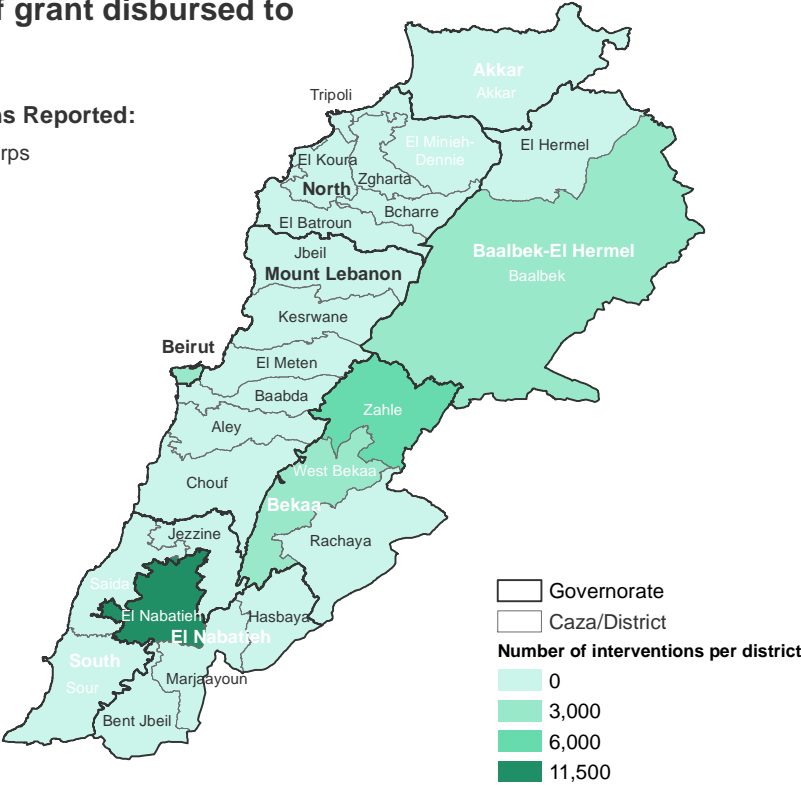 f grant disbursed to
ns Reported:
rps
Akkar
Akkar
Tripoli
El Minieh-
Dennie
El Hermel
El Koura
Zgharta
North
Bcharre
El Batroun
Baalbek-El Hermel
Jbeil
Baalbek
Mount Lebanon
Kesrwane
Beirut
El Meten
Baabda
Zahle
Aley
West Bekaa
Chouf
Bekaa
Jezzine
Rachaya
Saida
El Nabatieh
Hasbaya
El Nabatieh
South
Marjaayoun
Sour
Bent Jbeil
Governorate
Caza/District
Number of interventions per district
0
3,000
6,000
11,500